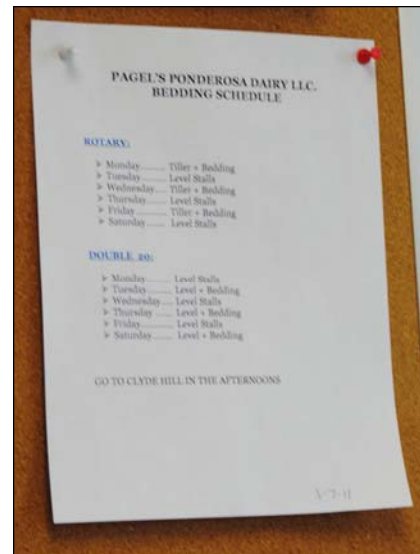 PAGEL'S PONDEROSA DAIRY LLC.
BEDDING SCHEDULE
ROTARY:
➢ Monday......... Tiller + Bedding
➢ Tuesday......... Level Stalls
➢ Wednesday.... Tiller + Bedding
➢ Thursday....... Level Stalls
➢ Friday........... Tiller + Bedding
➢ Saturday....... Level Stalls
DOUBLE 20:
➢ Monday......... Level Stalls
➢ Tuesday......... Level + Bedding
➢ Wednesday.... Level Stalls
➢ Thursday ...... Level + Bedding
➢ Friday........... Level Stalls
➢ Saturday....... Level + Bedding
GO TO CLYDE HILL IN THE AFTERNOONS